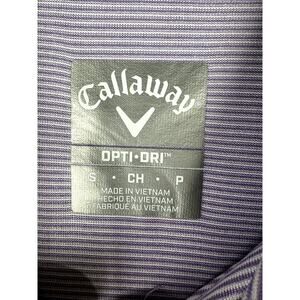 Callaway
OPTI·DRI™
S · CH · P
MADE IN VIETNAM
HECHO EN VIETNAM
FABRIQUÉ AU VIETNAM